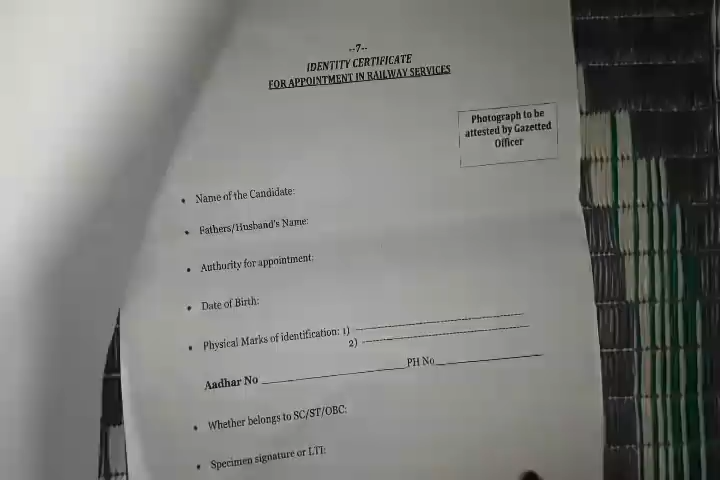 --7--
IDENTITY CERTIFICATE
FOR APPOINTMENT IN RAILWAY SERVICES
Photograph to be
attested by Gazetted
Officer
• Name of the Candidate:
• Fathers/Husband's Name:
• Authority for appointment:
• Date of Birth:
• Physical Marks of identification: 1) ------------------------------
2) ------------------------------
Aadhar No ______________________PH No________________
• Whether belongs to SC/ST/OBC:
• Specimen signature or LTI: